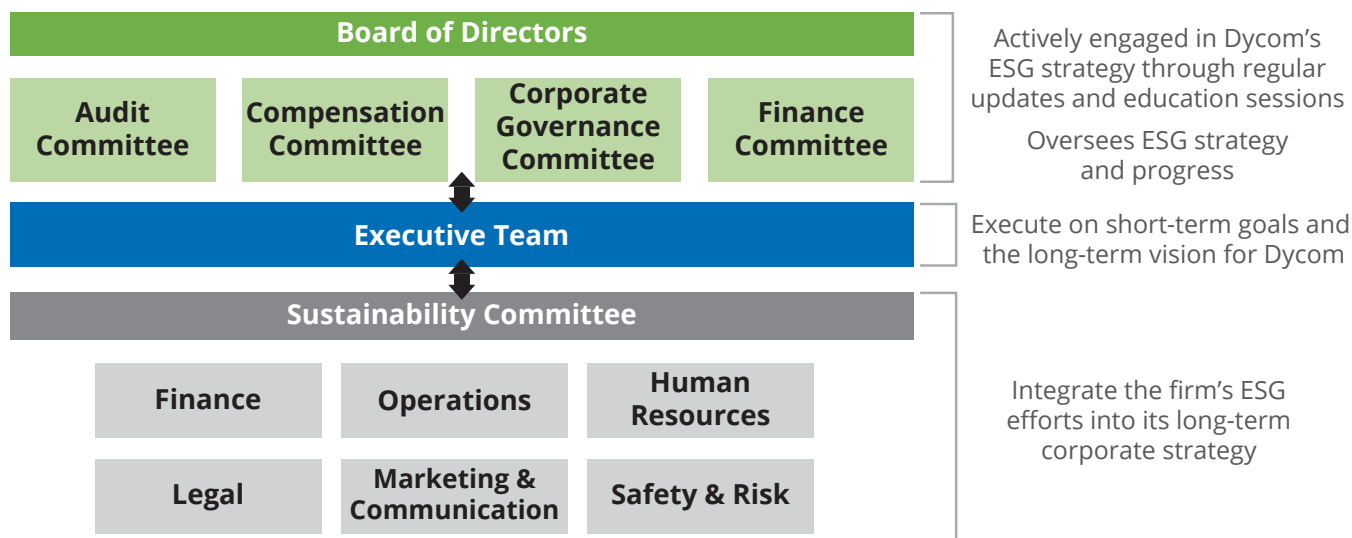 Board of Directors
Audit
Committee
Compensation
Committee
Corporate
Governance
Committee
Finance
Committee
Actively engaged in Dycom’s
ESG strategy through regular
updates and education sessions
Oversees ESG strategy
and progress
Executive Team
Execute on short-term goals and
the long-term vision for Dycom
Sustainability Committee
Finance
Operations
Human
Resources
Legal
Marketing &
Communication
Safety & Risk
Integrate the firm’s ESG
efforts into its long-term
corporate strategy